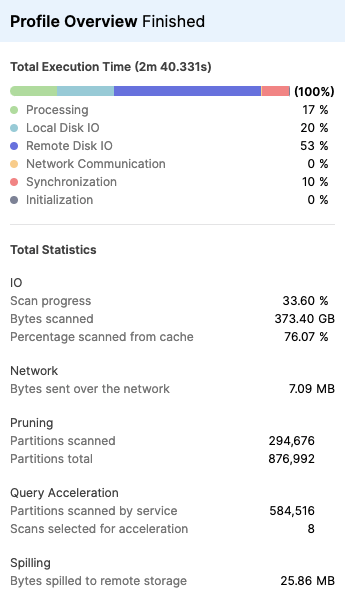 Profile Overview Finished
Total Execution Time (2m 40.331s)
(100%)
Processing 17 %
Local Disk IO 20 %
Remote Disk IO 53 %
Network Communication 0 %
Synchronization 10 %
Initialization 0 %
Total Statistics
IO
Scan progress 33.60 %
Bytes scanned 373.40 GB
Percentage scanned from cache 76.07 %
Network
Bytes sent over the network 7.09 MB
Pruning
Partitions scanned 294,676
Partitions total 876,992
Query Acceleration
Partitions scanned by service 584,516
Scans selected for acceleration 8
Spilling
Bytes spilled to remote storage 25.86 MB